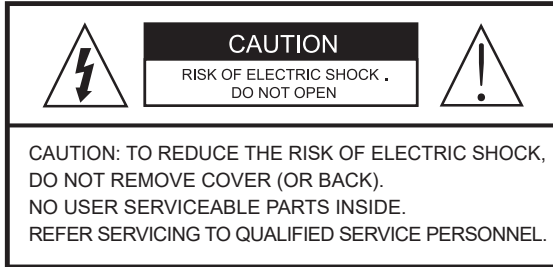 CAUTION
RISK OF ELECTRIC SHOCK .
DO NOT OPEN
CAUTION: TO REDUCE THE RISK OF ELECTRIC SHOCK,
DO NOT REMOVE COVER (OR BACK).
NO USER SERVICEABLE PARTS INSIDE.
REFER SERVICING TO QUALIFIED SERVICE PERSONNEL.